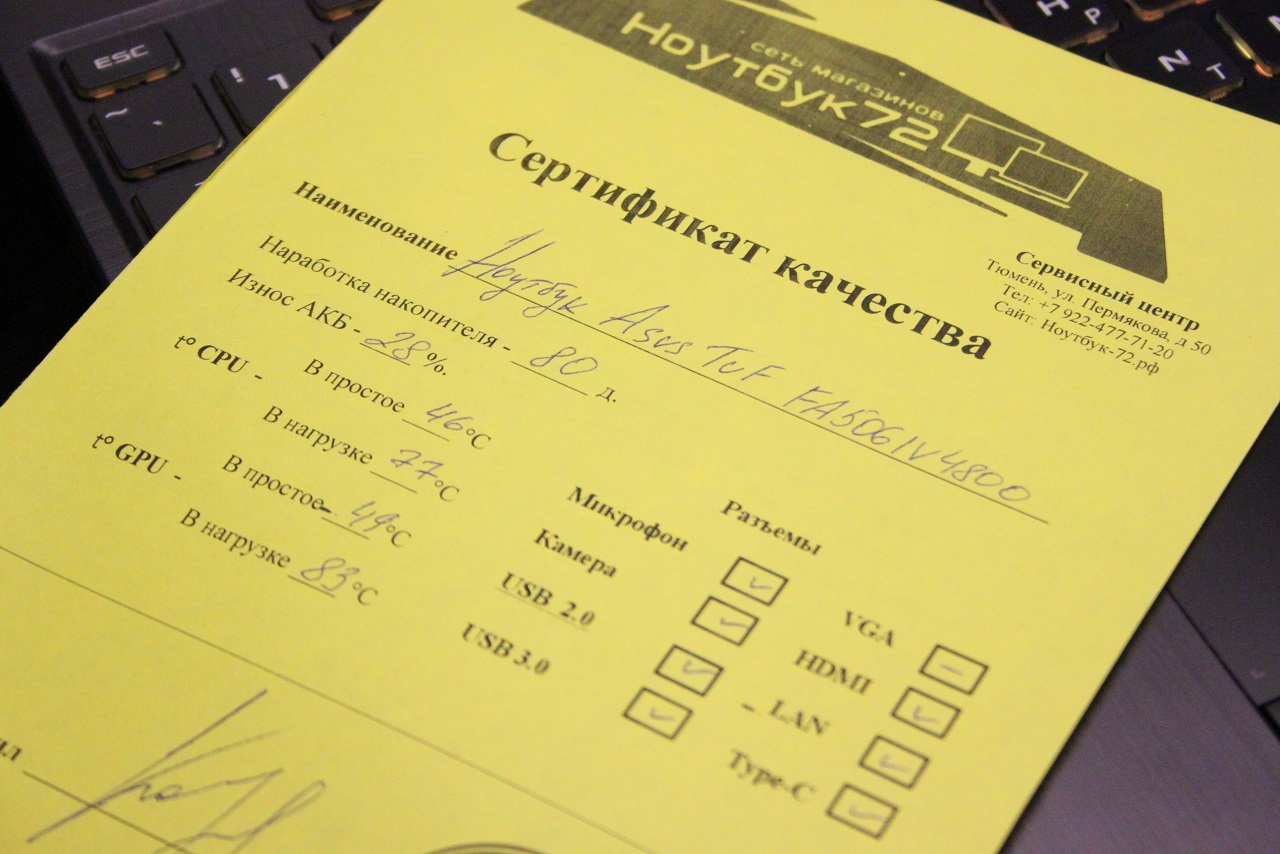 ESC
~
! 1
Н Р
N Т
сеть магазинов
Ноутбук72
Сертификат качества
Сервисный центр
Тюмень, ул. Пермякова, д 50
Тел: +7 922-477-71-20
Сайт: Ноутбук-72.рф
Наименование Ноутбук Asus TUF FA506IV4800
Наработка накопителя - 80 д.
Износ АКБ - 28 %.
t° CPU - В простое 46 °C
В нагрузке 77 °C
t° GPU - В простое 49 °C
В нагрузке 83 °C
Разъемы
Микрофон ✓
Камера ✓
USB 2.0 ✓
USB 3.0 ✓
VGA –
HDMI ✓
- LAN ✓
Type-C ✓